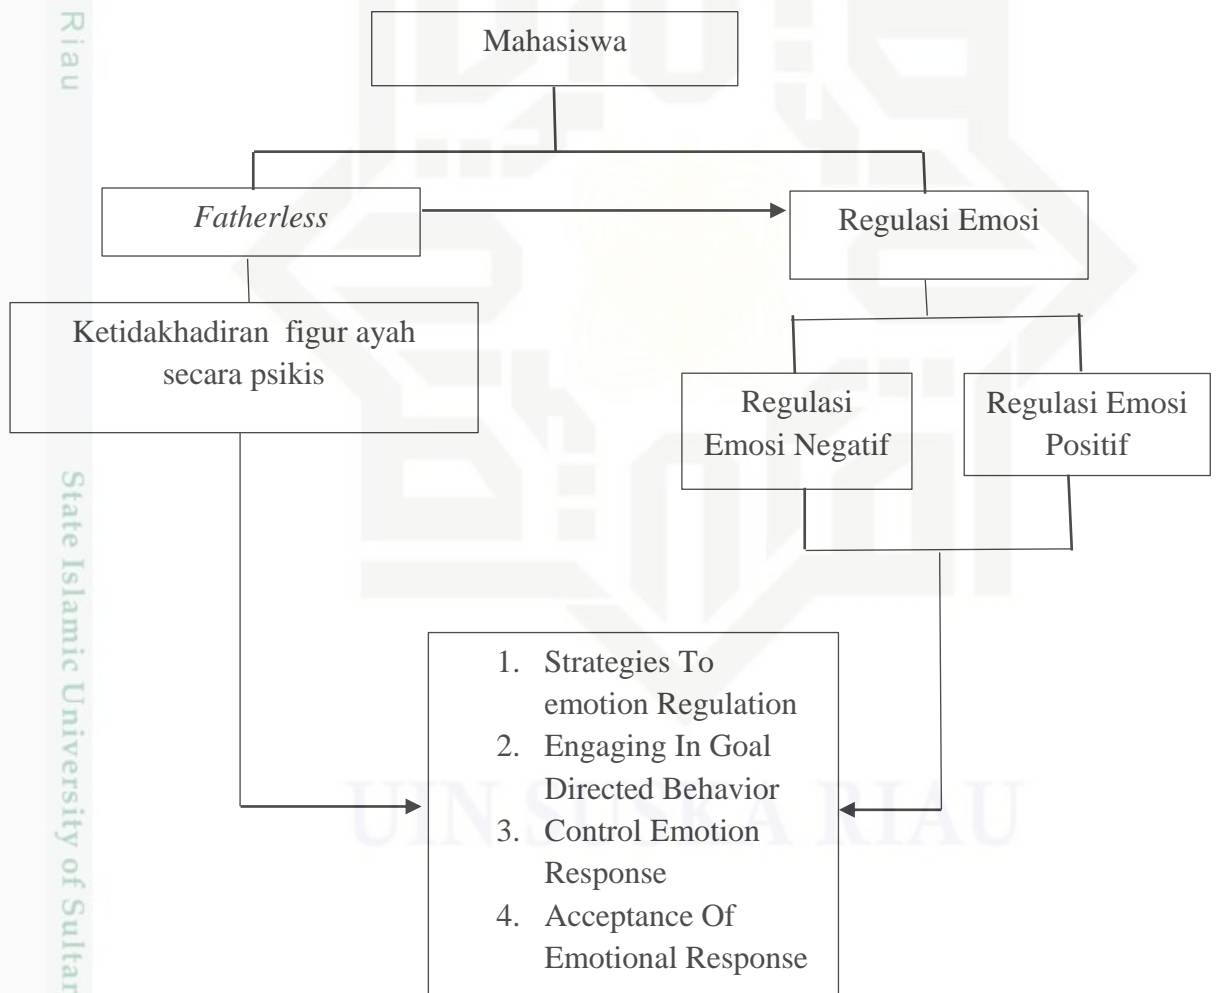 Riau
Mahasiswa
Fatherless
Regulasi Emosi
Ketidakhadiran figur ayah
secara psikis
Regulasi
Emosi Negatif
Regulasi Emosi
Positif
State Islamic University of Sultan
1. Strategies To
emotion Regulation
2. Engaging In Goal
Directed Behavior
3. Control Emotion
Response
4. Acceptance Of
Emotional Response
UIN SUSKA RIAU